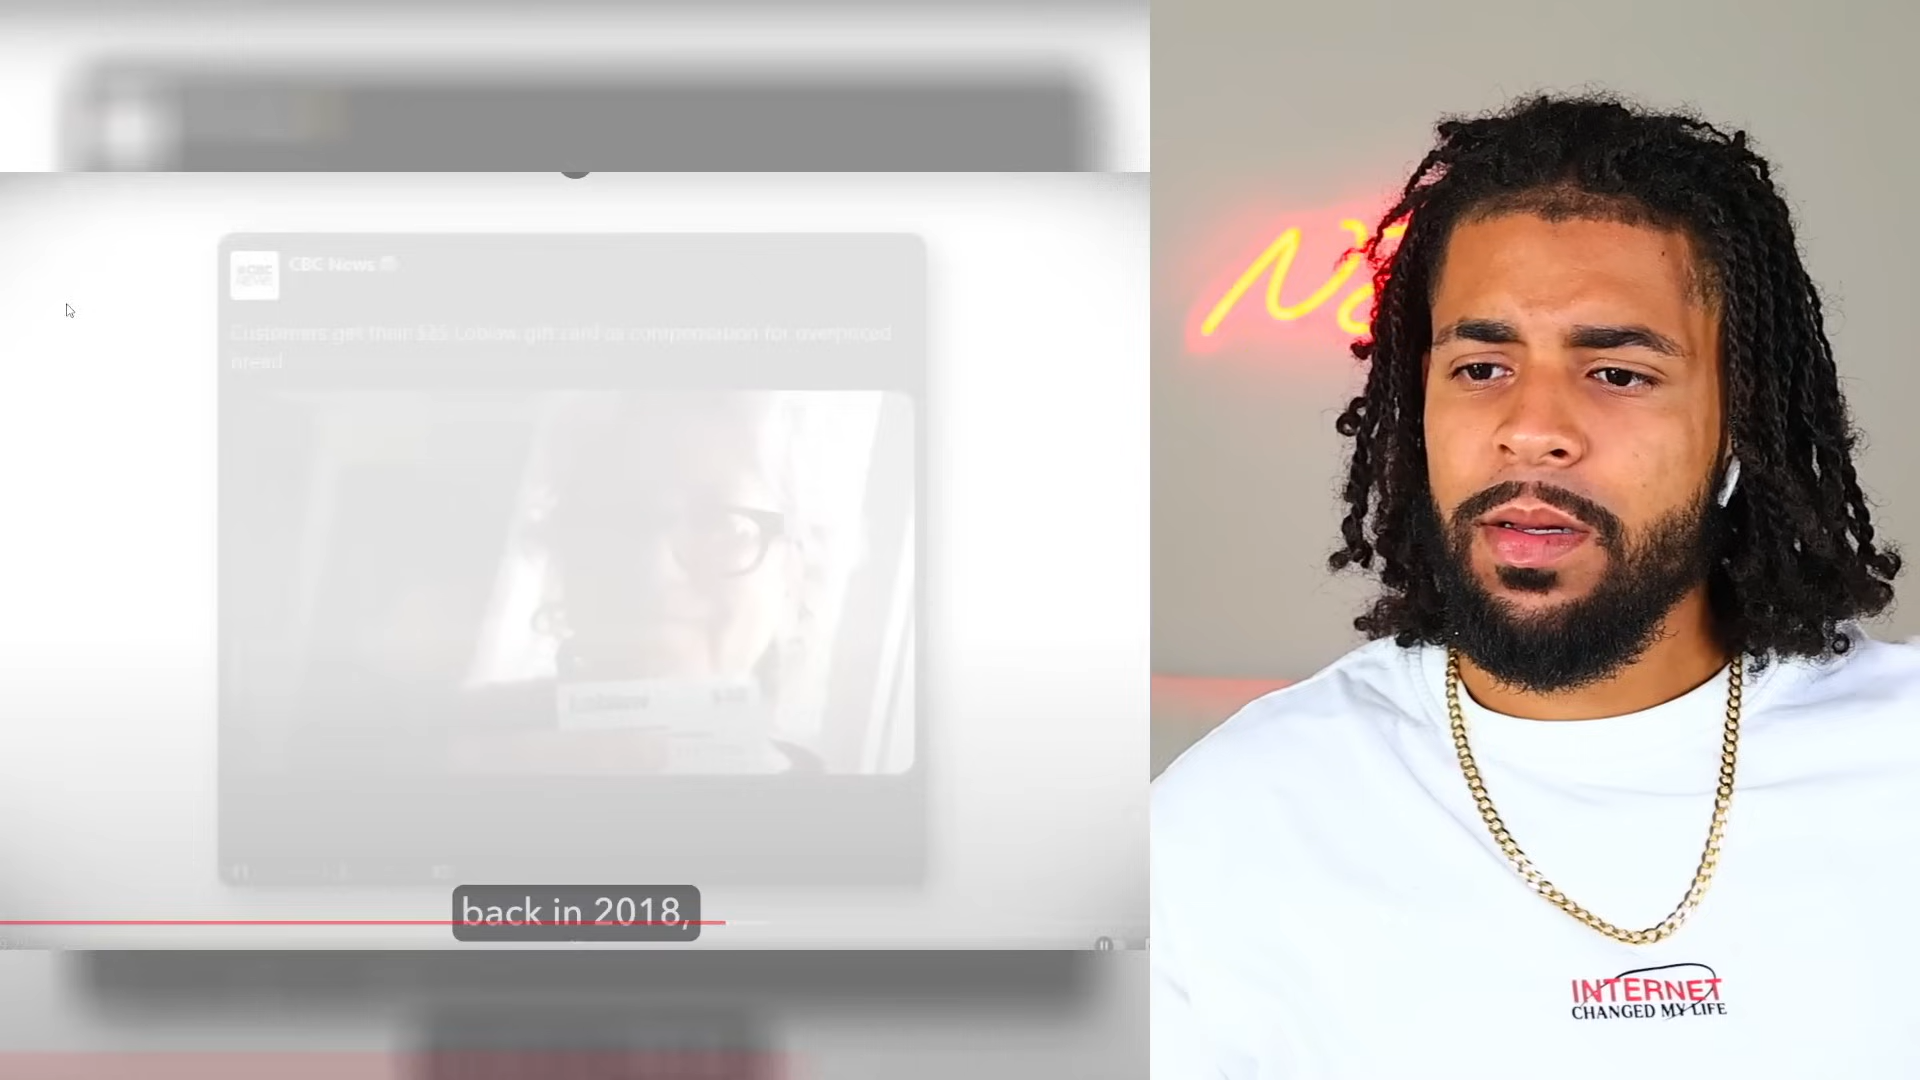 CBC News
Customers get their $25 Loblaw gift card as compensation for overpriced
bread
Loblaw
back in 2018,
INTERNET
CHANGED MY LIFE